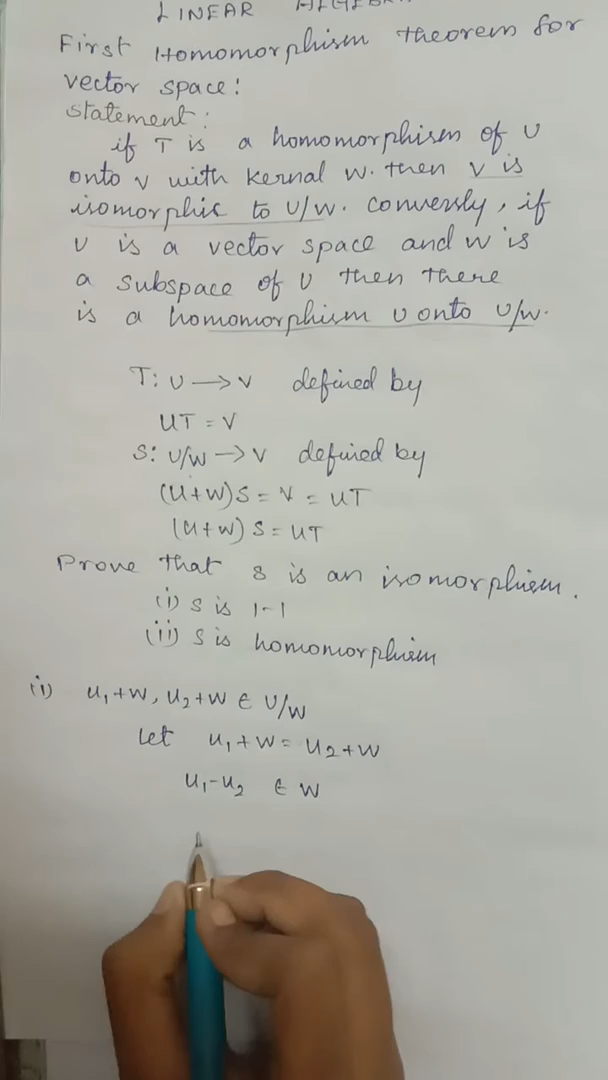 LINEAR
First Homomorphism theorem for
vector space:
Statement:
if T is a homomorphism of U
onto V with kernal W. then V is
isomorphic to U/W. conversly, if
U is a vector space and W is
a subspace of U then there
is a homomorphism U onto U/W.
T: U → V defined by
UT = V
S: U/W → V defined by
(U+W)S = V = UT
(U+W) S = UT
Prove that S is an isomorphism.
(i) S is 1-1
(ii) S is homomorphism
(i) u₁+W, u₂+W ∈ U/W
Let u₁+W = u₂+W
u₁-u₂ ∈ W